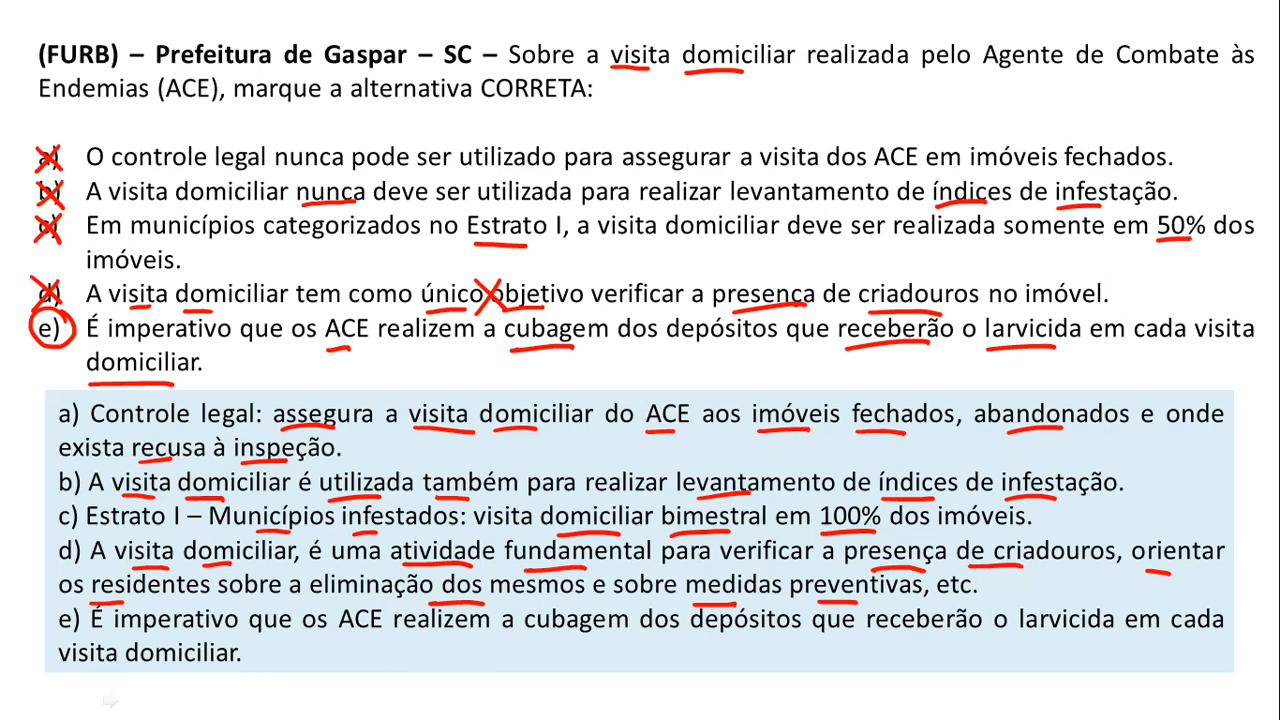 (FURB) – Prefeitura de Gaspar – SC – Sobre a visita domiciliar realizada pelo Agente de Combate às
Endemias (ACE), marque a alternativa CORRETA:
a) O controle legal nunca pode ser utilizado para assegurar a visita dos ACE em imóveis fechados.
b) A visita domiciliar nunca deve ser utilizada para realizar levantamento de índices de infestação.
c) Em municípios categorizados no Estrato I, a visita domiciliar deve ser realizada somente em 50% dos
imóveis.
d) A visita domiciliar tem como único objetivo verificar a presença de criadouros no imóvel.
e) É imperativo que os ACE realizem a cubagem dos depósitos que receberão o larvicida em cada visita
domiciliar.
a) Controle legal: assegura a visita domiciliar do ACE aos imóveis fechados, abandonados e onde
exista recusa à inspeção.
b) A visita domiciliar é utilizada também para realizar levantamento de índices de infestação.
c) Estrato I – Municípios infestados: visita domiciliar bimestral em 100% dos imóveis.
d) A visita domiciliar, é uma atividade fundamental para verificar a presença de criadouros, orientar
os residentes sobre a eliminação dos mesmos e sobre medidas preventivas, etc.
e) É imperativo que os ACE realizem a cubagem dos depósitos que receberão o larvicida em cada
visita domiciliar.